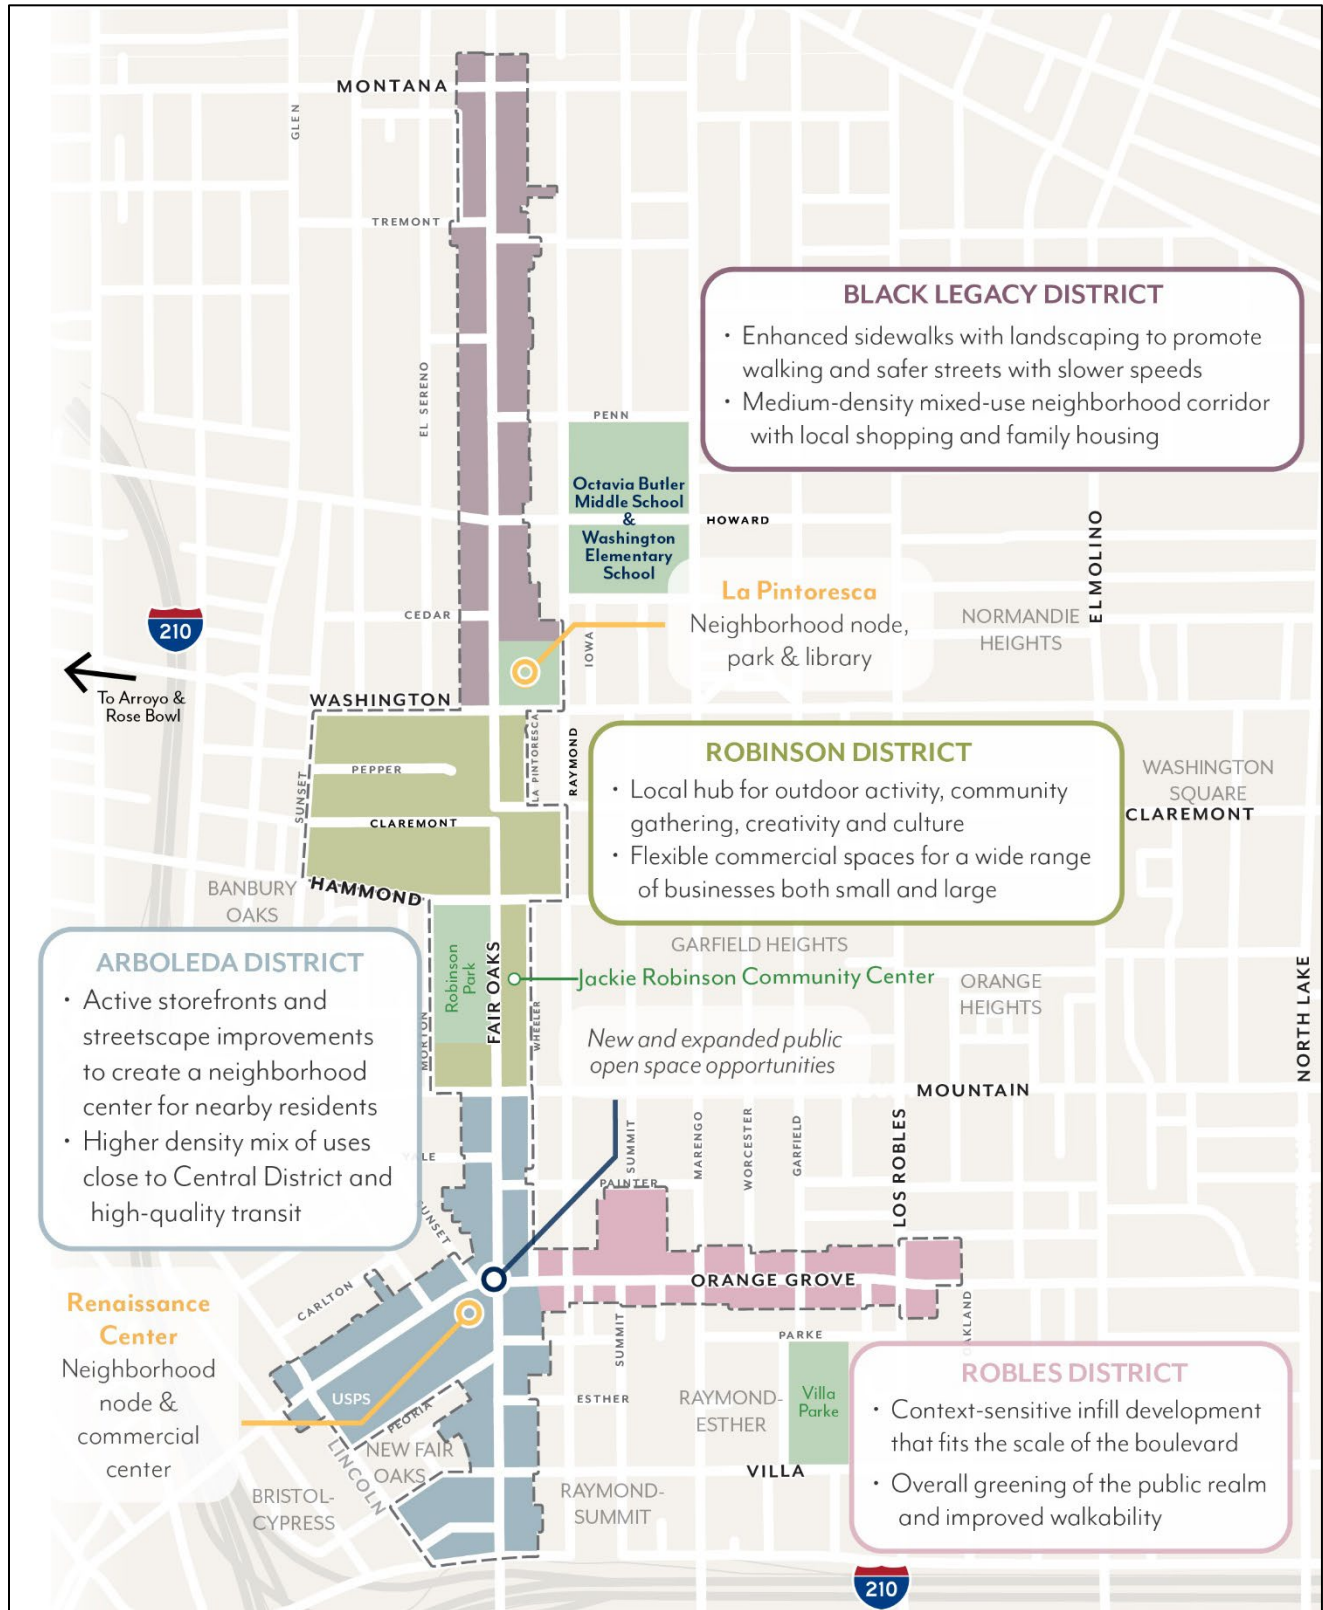 MONTANA
GLEN
TREMONT
BLACK LEGACY DISTRICT
• Enhanced sidewalks with landscaping to promote
walking and safer streets with slower speeds
• Medium-density mixed-use neighborhood corridor
with local shopping and family housing
EL SERENO
PENN
Octavia Butler
Middle School
&
Washington
Elementary
School
HOWARD
ELMOLINO
La Pintoresca
Neighborhood node,
park & library
NORMANDIE
HEIGHTS
CEDAR
IOWA
210
To Arroyo &
Rose Bowl
WASHINGTON
LA PINTORESCA
RAYMOND
SUNSET
PEPPER
CLAREMONT
ROBINSON DISTRICT
• Local hub for outdoor activity, community
gathering, creativity and culture
• Flexible commercial spaces for a wide range
of businesses both small and large
WASHINGTON
SQUARE
CLAREMONT
BANBURY
OAKS
HAMMOND
ARBOLEDA DISTRICT
• Active storefronts and
streetscape improvements
to create a neighborhood
center for nearby residents
• Higher density mix of uses
close to Central District and
high-quality transit
Robinson
Park
FAIR OAKS
MORTON
WHEELER
GARFIELD HEIGHTS
Jackie Robinson Community Center
ORANGE
HEIGHTS
NORTH LAKE
New and expanded public
open space opportunities
MOUNTAIN
YALE
SUNSET
SUMMIT
PAINTER
MARENGO
WORCESTER
GARFIELD
LOS ROBLES
ORANGE GROVE
CARLTON
Renaissance
Center
Neighborhood
node &
commercial
center
USPS
PEORIA
LINCOLN
NEW FAIR
OAKS
BRISTOL-
CYPRESS
SUMMIT
ESTHER
PARKE
OAKLAND
RAYMOND-
ESTHER
Villa
Parke
VILLA
RAYMOND-
SUMMIT
ROBLES DISTRICT
• Context-sensitive infill development
that fits the scale of the boulevard
• Overall greening of the public realm
and improved walkability
210